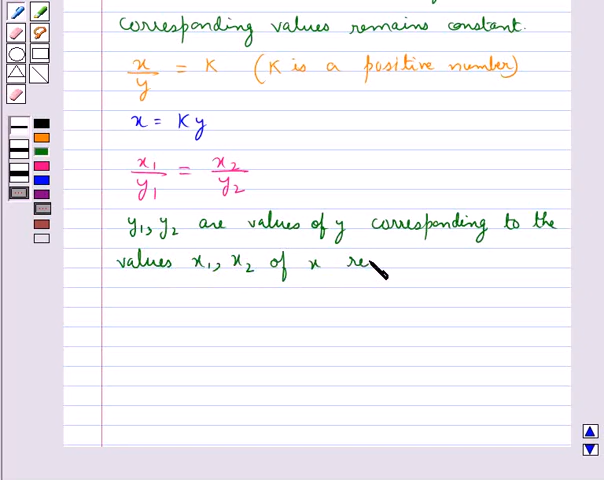 corresponding values remains constant.
x/y = K (K is a positive number)
x = Ky
x₁/y₁ = x₂/y₂
y₁, y₂ are values of y corresponding to the
values x₁, x₂ of x re